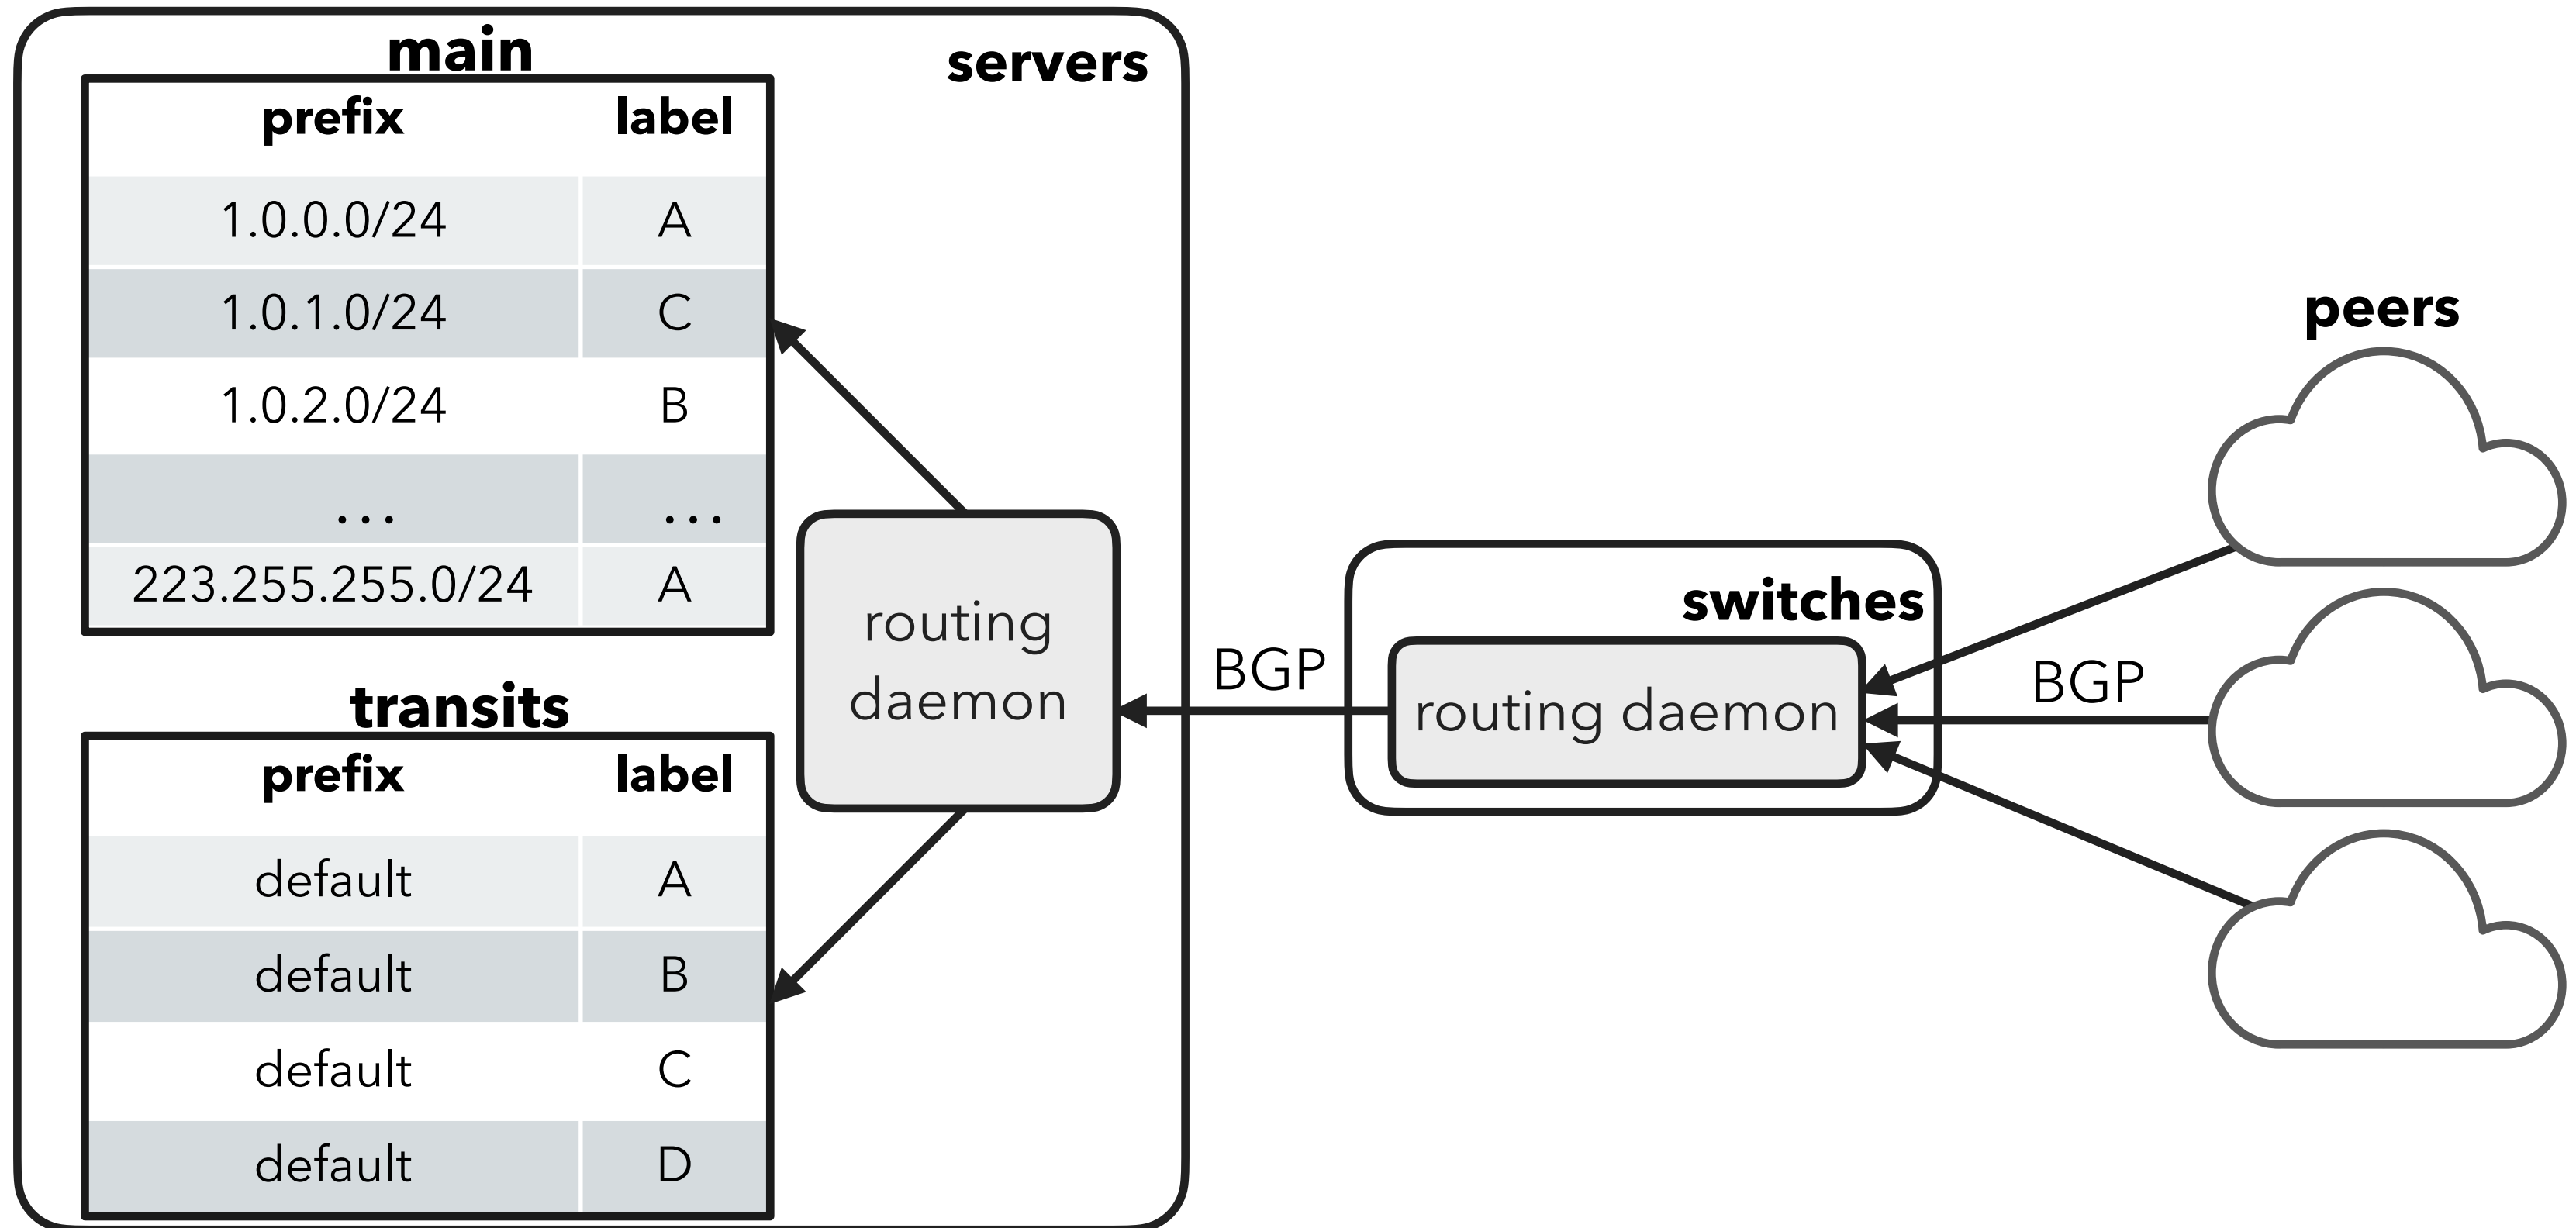 servers
main
prefix label
1.0.0.0/24 A
1.0.1.0/24 C
1.0.2.0/24 B
... ...
223.255.255.0/24 A
transits
prefix label
default A
default B
default C
default D
routing
daemon
BGP
switches
routing daemon
BGP
peers